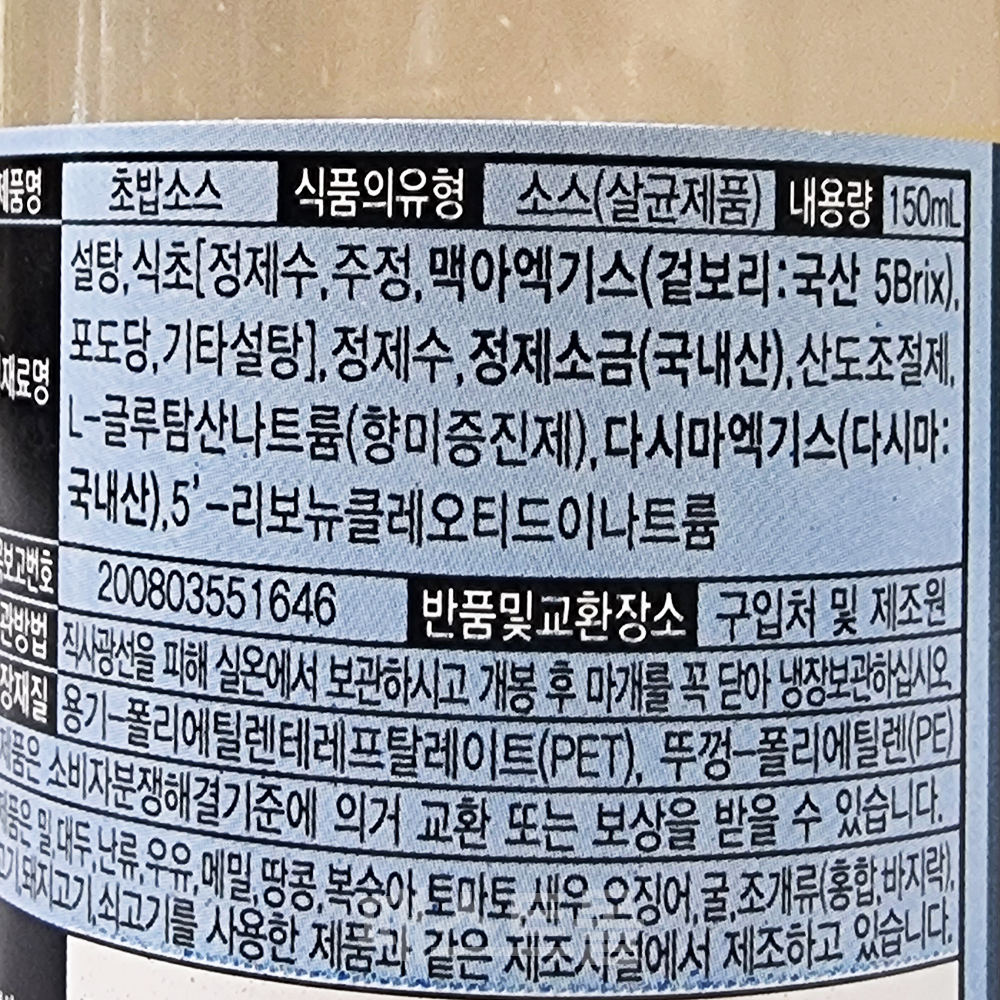 제품명 초밥소스 식품의유형 소스(살균제품) 내용량 150mL
설탕,식초[정제수,주정,맥아엑기스(겉보리:국산 5Brix),
포도당,기타설탕],정제수,정제소금(국내산),산도조절제,
재료명
L-글루탐산나트륨(향미증진제),다시마엑기스(다시마:
국내산),5'-리보뉴클레오티드이나트륨
보고번호 200803551646 반품및교환장소 구입처 및 제조원
관방법 직사광선을 피해 실온에서 보관하시고 개봉 후 마개를 꼭 닫아 냉장보관하십시오.
장재질 용기-폴리에틸렌테레프탈레이트(PET), 뚜껑-폴리에틸렌(PE)
제품은 소비자분쟁해결기준에 의거 교환 또는 보상을 받을 수 있습니다.
제품은 밀,대두,난류,우유,메밀,땅콩,복숭아,토마토,새우,오징어,굴,조개류(홍합,바지락),
고기,돼지고기,쇠고기를 사용한 제품과 같은 제조시설에서 제조하고 있습니다.